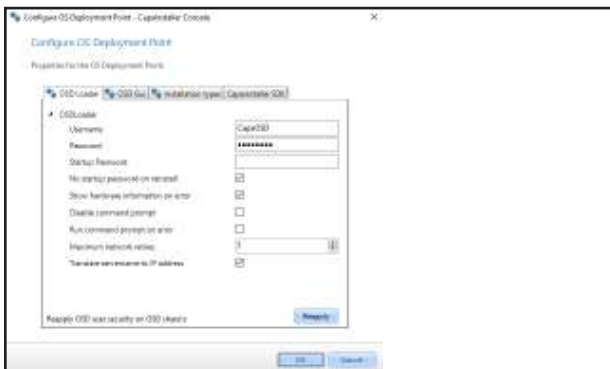 Configure OS Deployment Point - CapaInstaller Console
Configure OS Deployment Point
Properties for the OS Deployment Point.
OSD Loader OSD Gui Installation types CapaInstaller SDK
OSDLoader
Username CapaOSD
Password ••••••••
Startup Password
No startup password on reinstall
Show hardware information on error
Disable command prompt
Run command prompt on error
Maximum network retries
Translate servername to IP address
Reapply OSD user security on OSD objects Reapply
OK Cancel